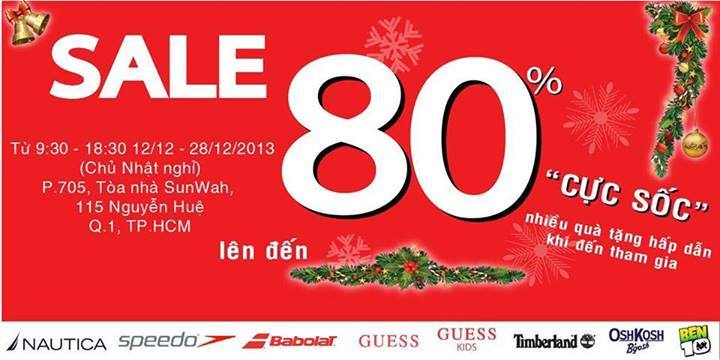 SALE
80%
Từ 9:30 - 18:30 12/12 - 28/12/2013
(Chủ Nhật nghỉ)
P.705, Tòa nhà SunWah,
115 Nguyễn Huệ
Q.1, TP.HCM
lên đến
"CỰC SỐC"
nhiều quà tặng hấp dẫn
khi đến tham gia
NAUTICA
speedo
Babolat
GUESS
GUESS
KIDS
Timberland
OSHKOSH
B'gosh
BEN
10